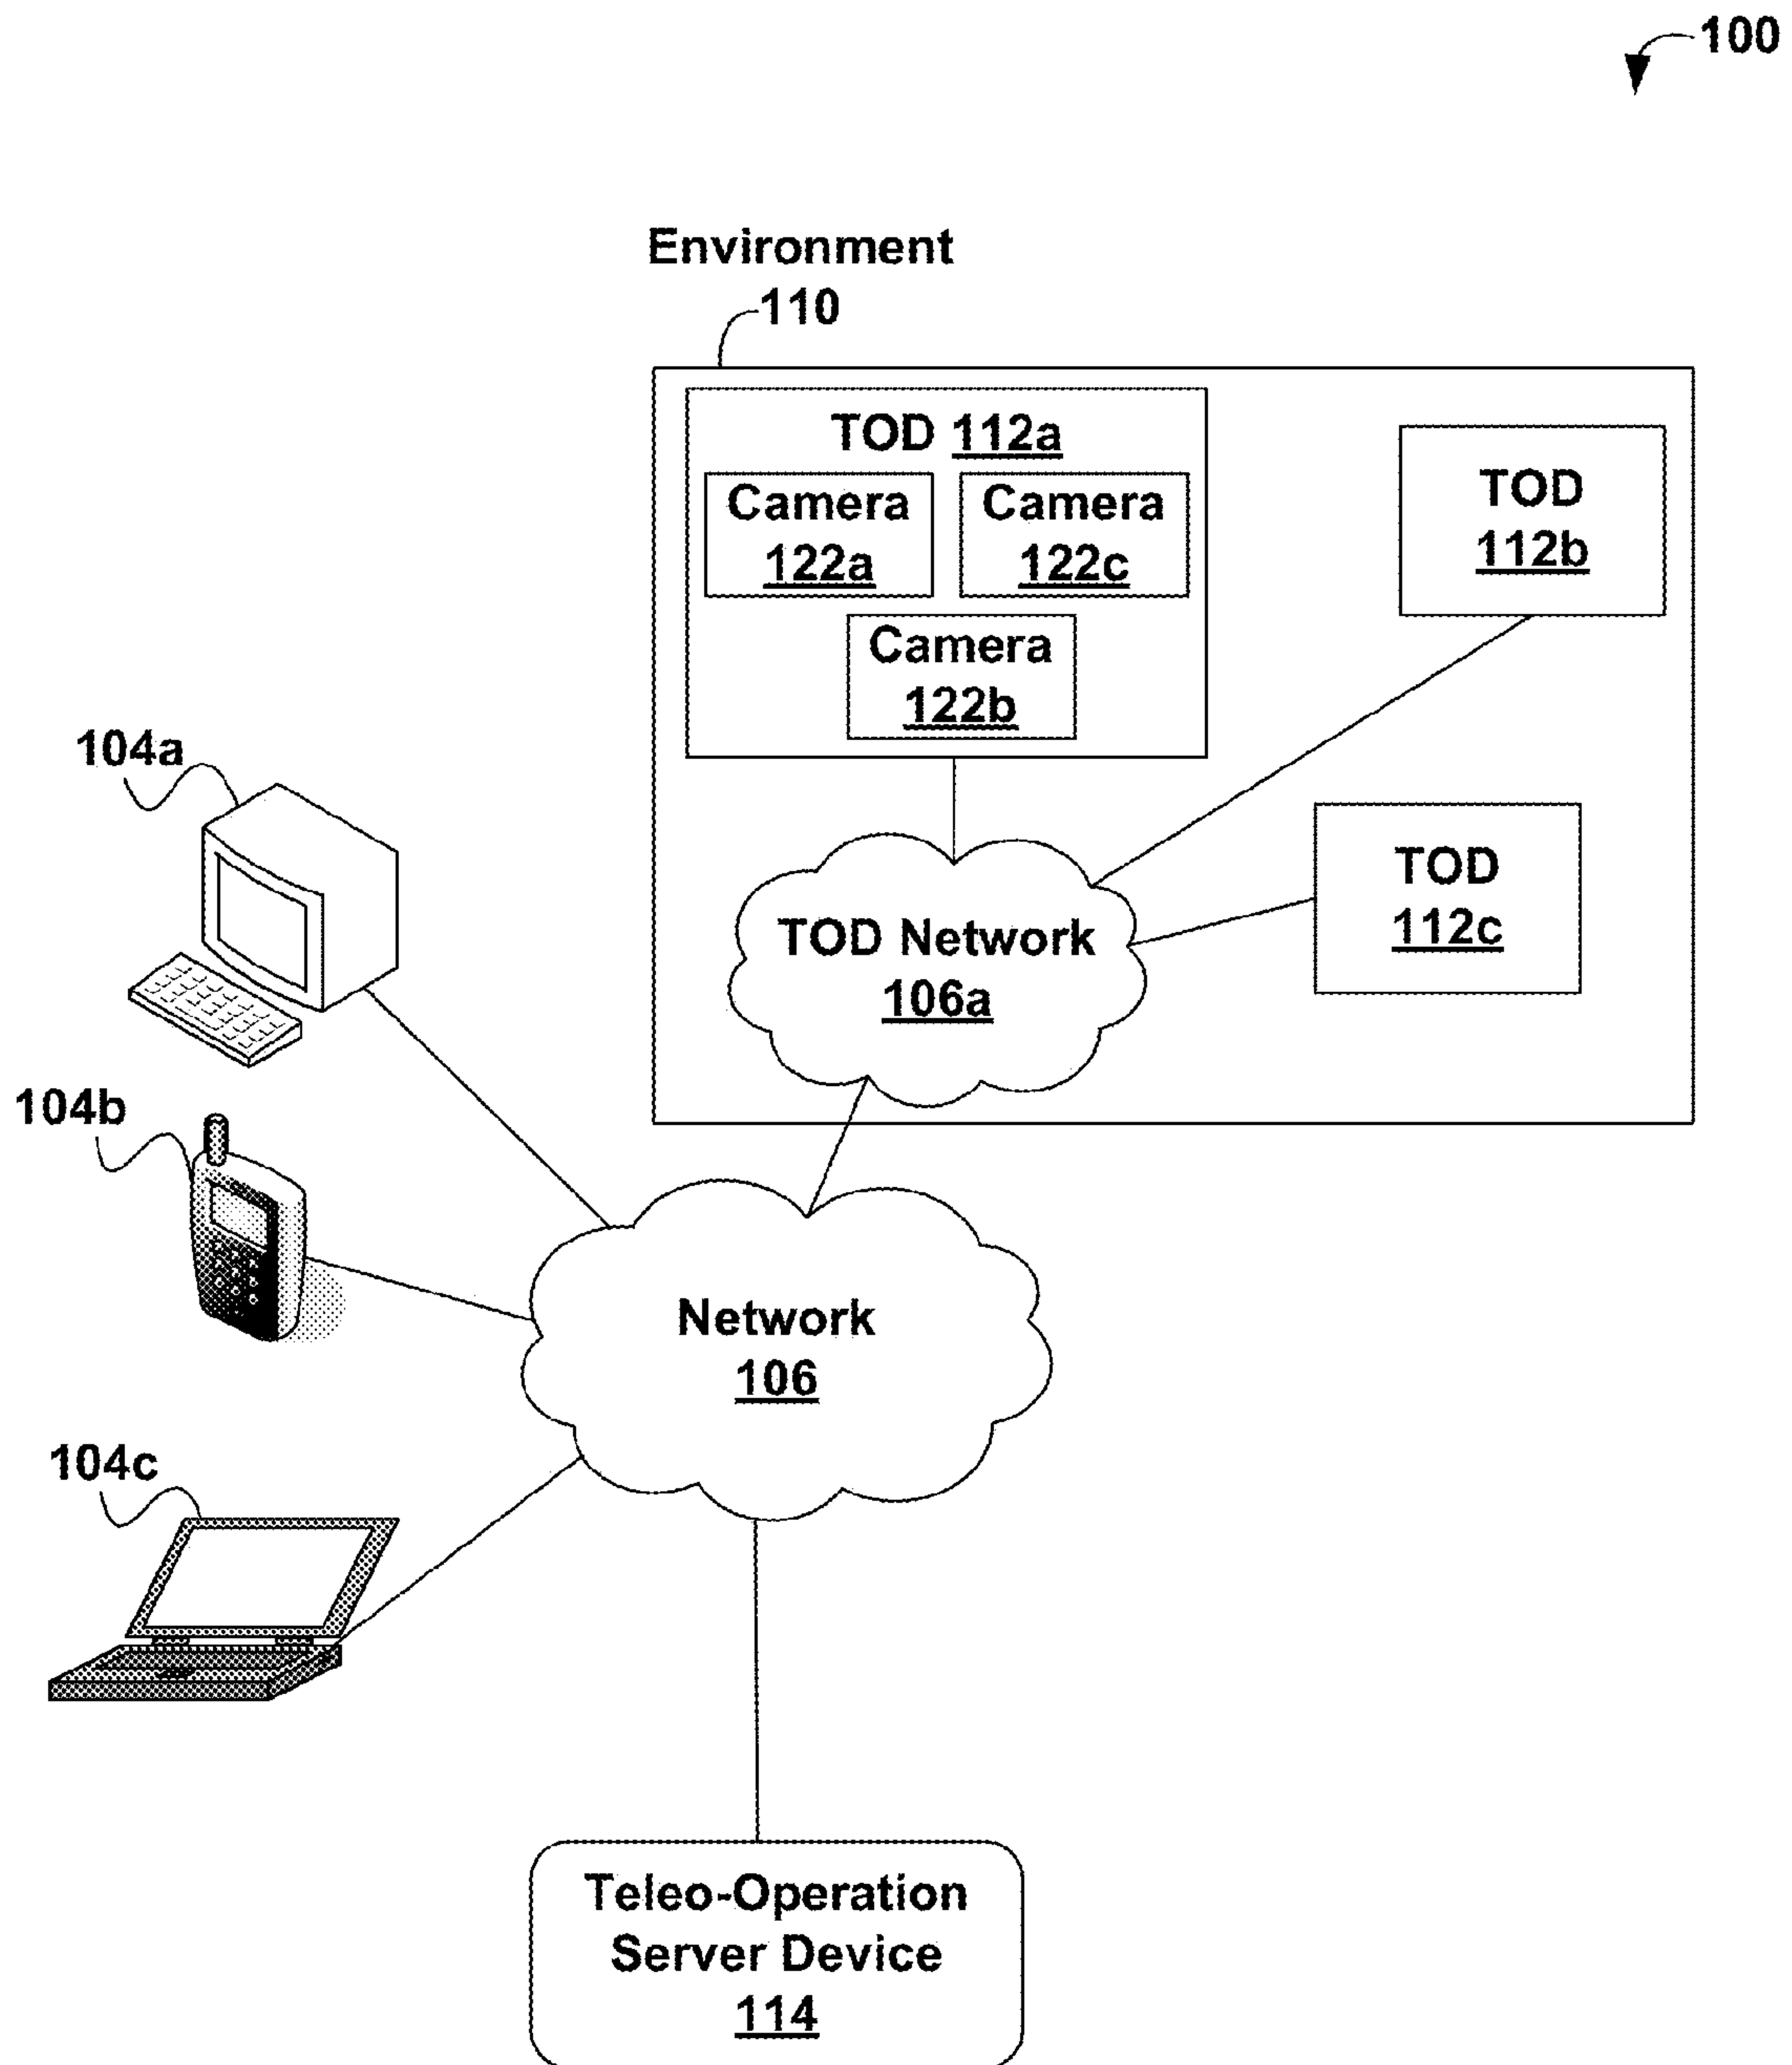 100
Environment
110
TOD 112a
Camera
122a
Camera
122c
Camera
122b
TOD
112b
TOD
112c
TOD Network
106a
104a
104b
104c
Network
106
Teleo-Operation
Server Device
114